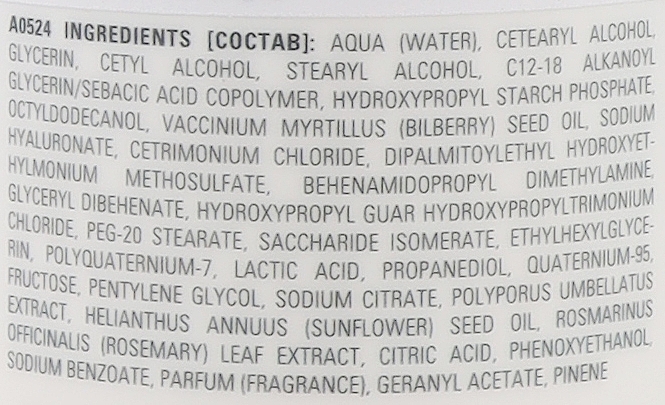 A0524 INGREDIENTS [СОСТАВ]: AQUA (WATER), CETEARYL ALCOHOL,
GLYCERIN, CETYL ALCOHOL, STEARYL ALCOHOL, C12-18 ALKANOYL
GLYCERIN/SEBACIC ACID COPOLYMER, HYDROXYPROPYL STARCH PHOSPHATE,
OCTYLDODECANOL, VACCINIUM MYRTILLUS (BILBERRY) SEED OIL, SODIUM
HYALURONATE, CETRIMONIUM CHLORIDE, DIPALMITOYLETHYL HYDROXYET-
HYLMONIUM METHOSULFATE, BEHENAMIDOPROPYL DIMETHYLAMINE,
GLYCERYL DIBEHENATE, HYDROXYPROPYL GUAR HYDROXYPROPYLTRIMONIUM
CHLORIDE, PEG-20 STEARATE, SACCHARIDE ISOMERATE, ETHYLHEXYLGLYCE-
RIN, POLYQUATERNIUM-7, LACTIC ACID, PROPANEDIOL, QUATERNIUM-95,
FRUCTOSE, PENTYLENE GLYCOL, SODIUM CITRATE, POLYPORUS UMBELLATUS
EXTRACT, HELIANTHUS ANNUUS (SUNFLOWER) SEED OIL, ROSMARINUS
OFFICINALIS (ROSEMARY) LEAF EXTRACT, CITRIC ACID, PHENOXYETHANOL,
SODIUM BENZOATE, PARFUM (FRAGRANCE), GERANYL ACETATE, PINENE